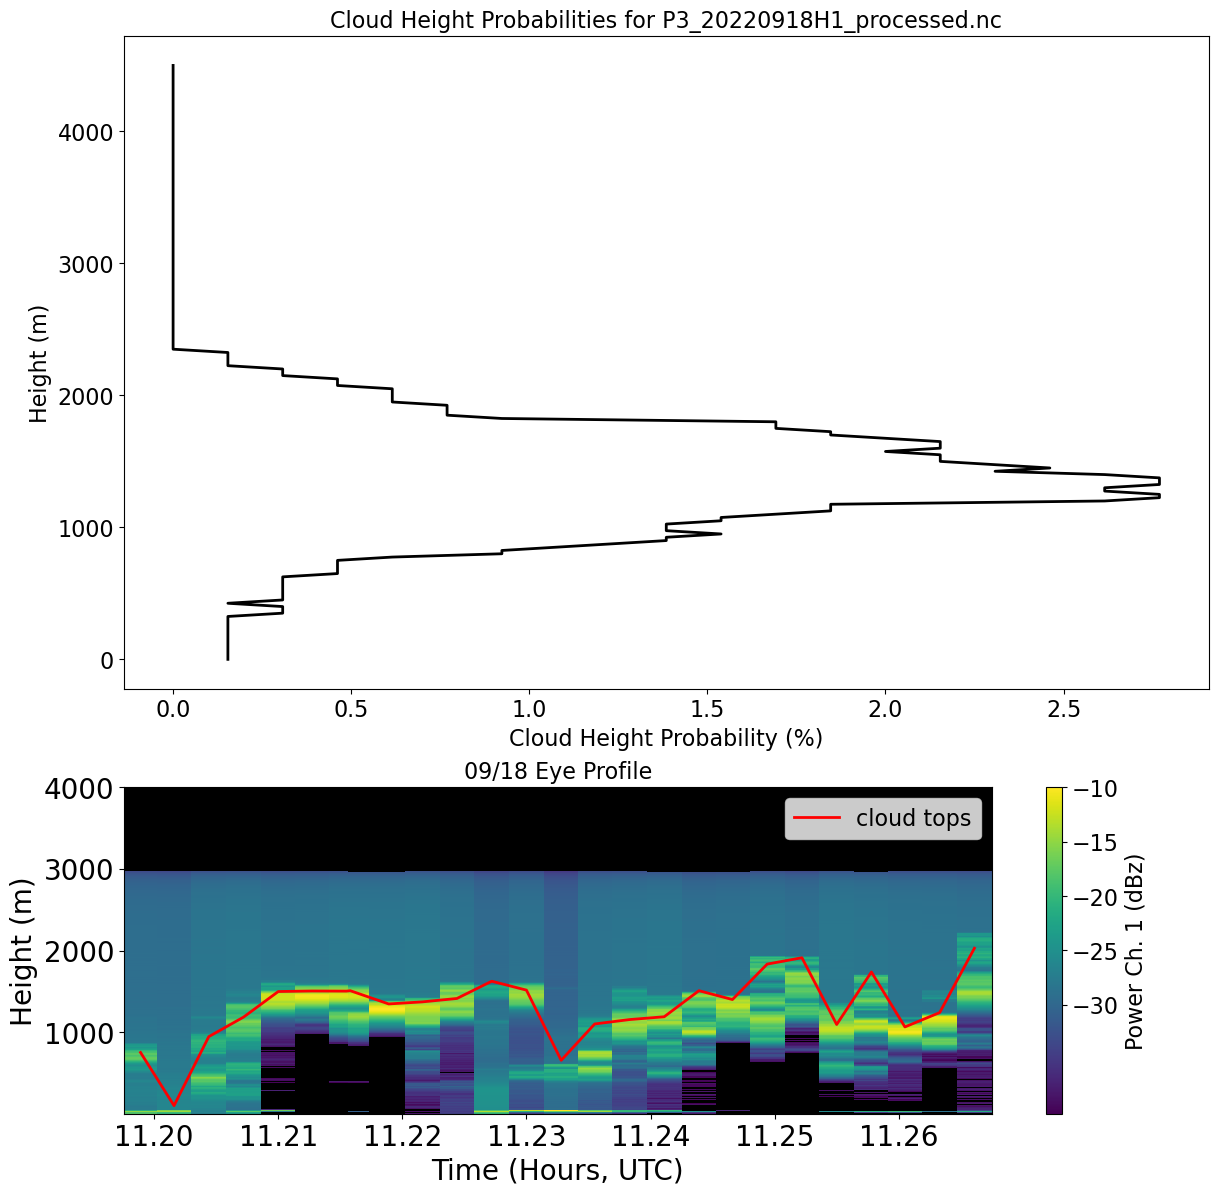 Cloud Height Probabilities for P3_20220918H1_processed.nc
4000
3000
2000
1000
0
Height (m)
0.0 0.5 1.0 1.5 2.0 2.5
Cloud Height Probability (%)
09/18 Eye Profile
4000
3000
2000
1000
Height (m)
cloud tops
−10
−15
−20
−25
−30
Power Ch. 1 (dBz)
11.20 11.21 11.22 11.23 11.24 11.25 11.26
Time (Hours, UTC)